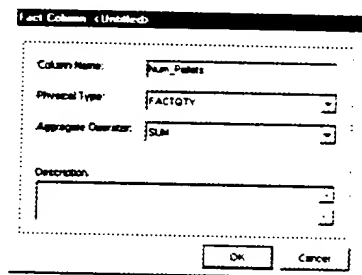 Fact Column <Untitled>
Column Name: Num_Pallets
Physical Type: FACTQTY
Aggregate Operator: SUM
Description:
OK Cancel